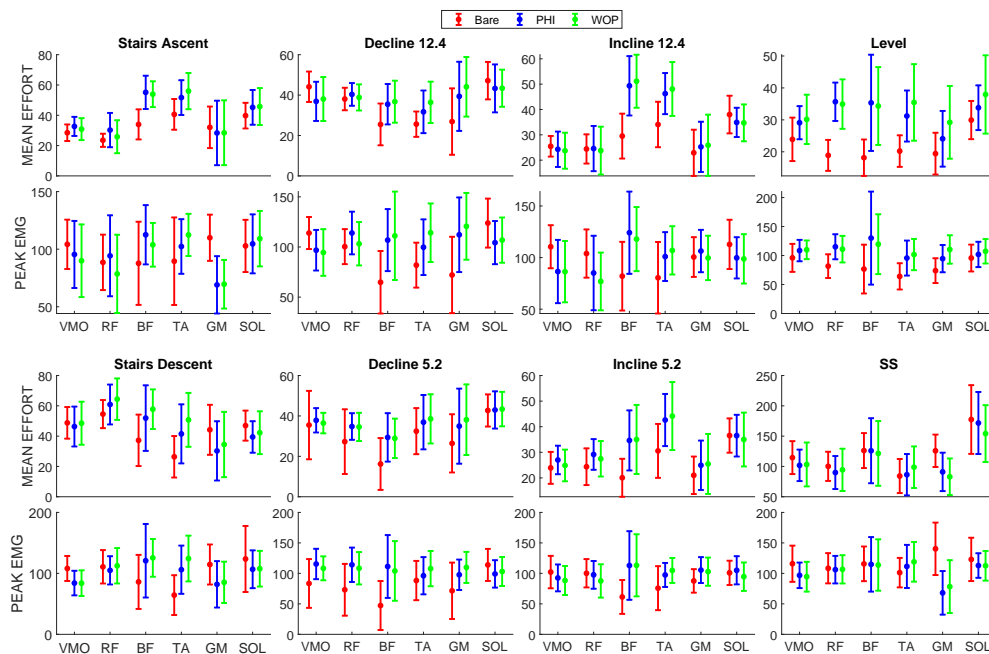 Bare PHI WOP
Stairs Ascent Decline 12.4 Incline 12.4 Level
MEAN EFFORT
80 60 40 20 0
60 40 20 0
60 50 40 30 20
50 40 30 20
PEAK EMG
150 100 50
150 100 50
150 100 50
200 150 100 50 0
VMO RF BF TA GM SOL VMO RF BF TA GM SOL VMO RF BF TA GM SOL VMO RF BF TA GM SOL
Stairs Descent Decline 5.2 Incline 5.2 SS
MEAN EFFORT
80 60 40 20 0
60 40 20 0
60 50 40 30 20
250 200 150 100 50
PEAK EMG
200 100 0
200 150 100 50 0
200 150 100 50 0
200 150 100 50 0
VMO RF BF TA GM SOL VMO RF BF TA GM SOL VMO RF BF TA GM SOL VMO RF BF TA GM SOL